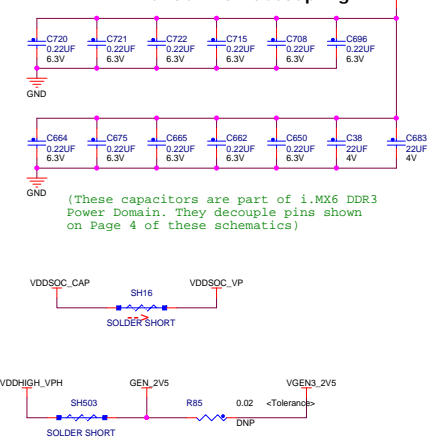 C720 C721 C722 C715 C708 C696
0.22UF 0.22UF 0.22UF 0.22UF 0.22UF 0.22UF
6.3V 6.3V 6.3V 6.3V 6.3V 6.3V
GND
C664 C675 C665 C662 C650 C38 C683
0.22UF 0.22UF 0.22UF 0.22UF 0.22UF 22UF 22UF
6.3V 6.3V 6.3V 6.3V 6.3V 4V 4V
GND
(These capacitors are part of i.MX6 DDR3
Power Domain. They decouple pins shown
on Page 4 of these schematics)
VDDSOC_CAP VDDSOC_VP
SH16
SOLDER SHORT
VDDHIGH_VPH GEN_2V5 VGEN3_2V5
SH503 R85 0.02 <Tolerance>
DNP
SOLDER SHORT